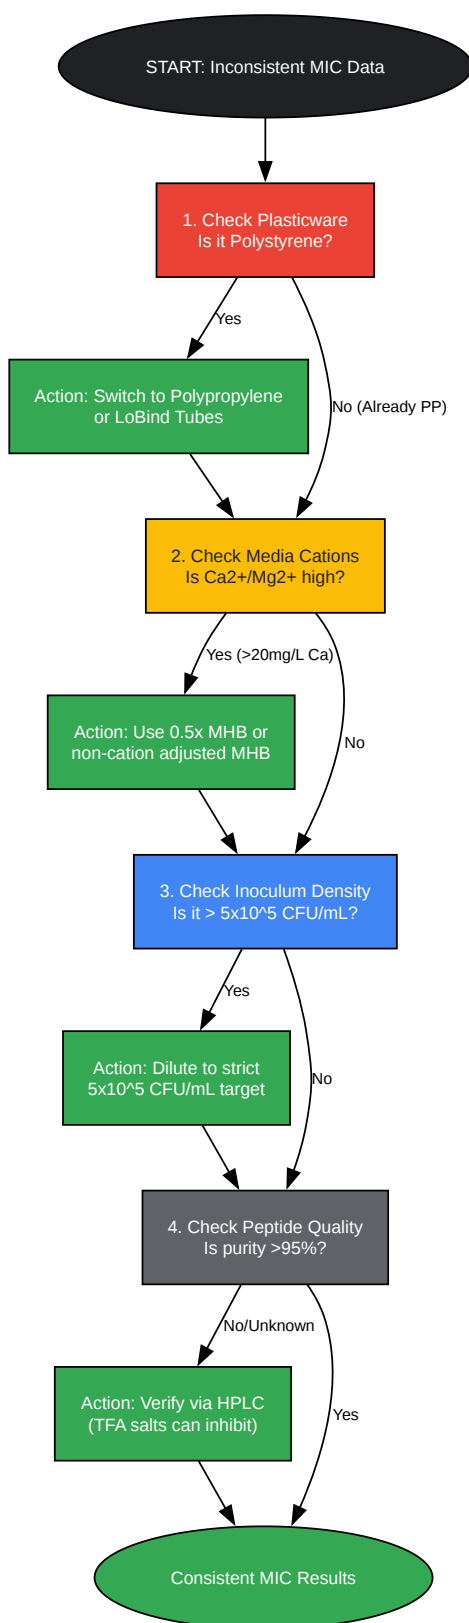 START: Inconsistent MIC Data
1. Check Plasticware
Is it Polystyrene?
Yes
Action: Switch to Polypropylene
or LoBind Tubes
No (Already PP)
2. Check Media Cations
Is Ca2+/Mg2+ high?
Yes (>20mg/L Ca)
Action: Use 0.5x MHB or
non-cation adjusted MHB
No
3. Check Inoculum Density
Is it > 5x10^5 CFU/mL?
Yes
Action: Dilute to strict
5x10^5 CFU/mL target
No
4. Check Peptide Quality
Is purity >95%?
No/Unknown
Action: Verify via HPLC
(TFA salts can inhibit)
Yes
Consistent MIC Results